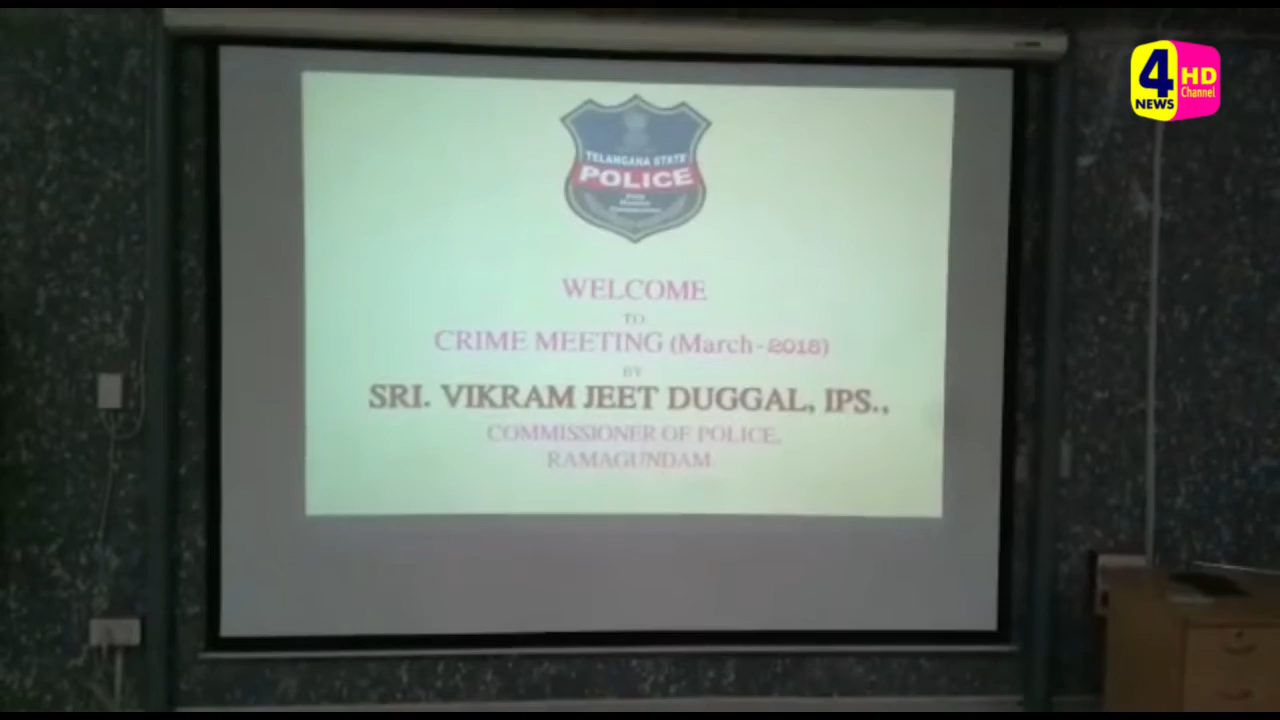 4
NEWS
HD
Channel
TELANGANA STATE
POLICE
WELCOME
TO
CRIME MEETING (March-2018)
BY
SRI. VIKRAM JEET DUGGAL, IPS.,
COMMISSIONER OF POLICE,
RAMAGUNDAM